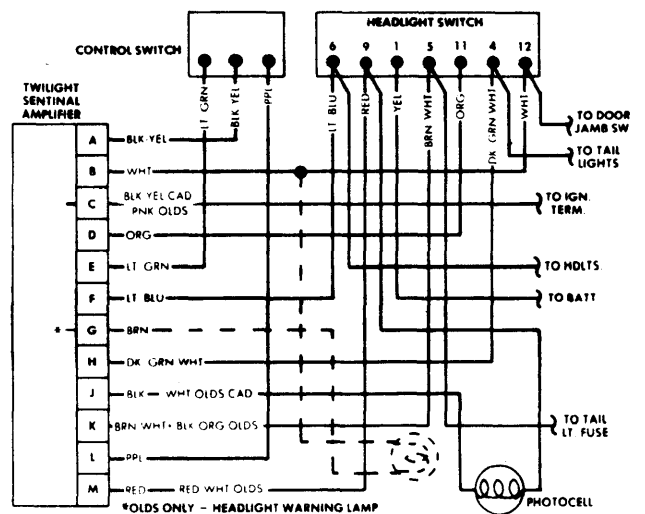 HEADLIGHT SWITCH
CONTROL SWITCH
6 9 1 5 11 4 12
TWILIGHT
SENTINAL
AMPLIFIER
LT GRN
BLK YEL
PPL
LT BLU
RED
YEL
BRN WHT
ORG
DK GRN WHT
WHT
TO DOOR
JAMB SW
TO TAIL
LIGHTS
A BLK-YEL
B WHT
C BLK YEL CAD
PNK OLDS
TO IGN.
TERM.
D ORG
E LT GRN
TO HDLTS.
F LT BLU
TO BATT
* G BRN
H DK GRN WHT
J BLK WHT OLDS CAD
K BRN WHT · BLK ORG OLDS
TO TAIL
LT. FUSE
L PPL
M RED RED WHT OLDS
PHOTOCELL
*OLDS ONLY - HEADLIGHT WARNING LAMP